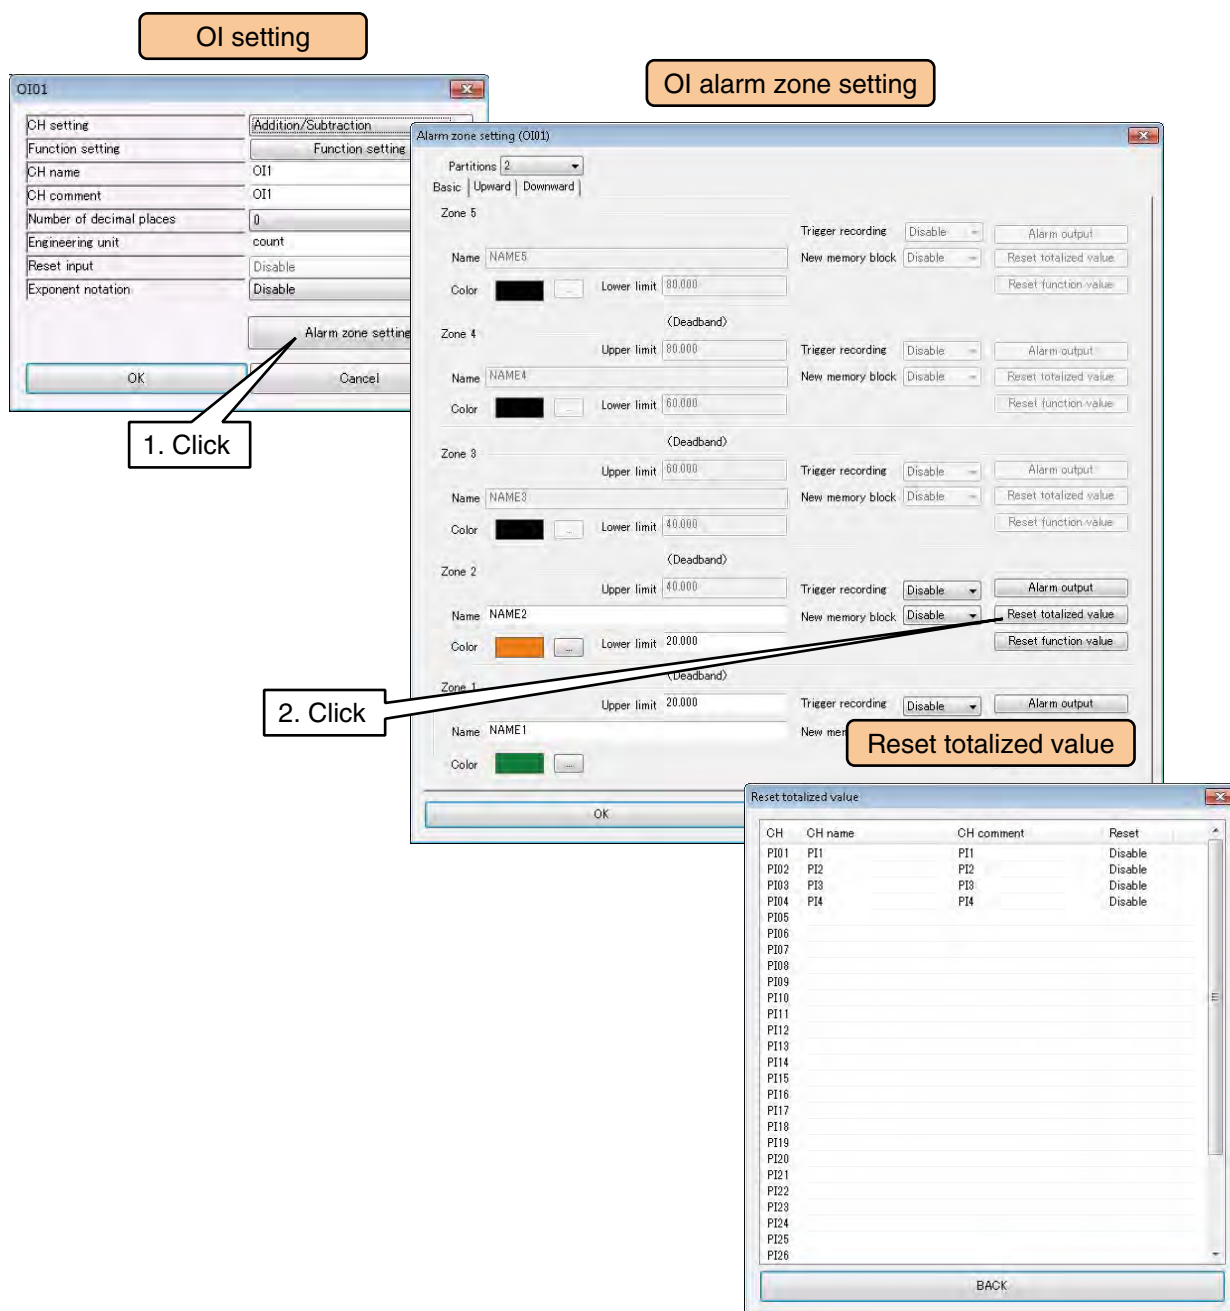 OI setting
OI01
CH setting Addition/Subtraction
Function setting Function setting
CH name OI1
CH comment OI1
Number of decimal places 0
Engineering unit count
Reset input Disable
Exponent notation Disable
Alarm zone setting
OK Cancel
1. Click
OI alarm zone setting
Alarm zone setting (OI01)
Partitions 2
Basic Upward Downward
Zone 5
Trigger recording Disable Alarm output
Name NAME5 New memory block Disable Reset totalized value
Color ... Lower limit 80.000 Reset function value
(Deadband)
Zone 4
Upper limit 80.000 Trigger recording Disable Alarm output
Name NAME4 New memory block Disable Reset totalized value
Color ... Lower limit 60.000 Reset function value
(Deadband)
Zone 3
Upper limit 60.000 Trigger recording Disable Alarm output
Name NAME3 New memory block Disable Reset totalized value
Color ... Lower limit 40.000 Reset function value
(Deadband)
Zone 2
Upper limit 40.000 Trigger recording Disable Alarm output
Name NAME2 New memory block Disable Reset totalized value
Color ... Lower limit 20.000 Reset function value
(Deadband)
Zone 1
Upper limit 20.000 Trigger recording Disable Alarm output
Name NAME1 New mem
Color ...
OK
2. Click
Reset totalized value
Reset totalized value
CH CH name CH comment Reset
PI01 PI1 PI1 Disable
PI02 PI2 PI2 Disable
PI03 PI3 PI3 Disable
PI04 PI4 PI4 Disable
PI05
PI06
PI07
PI08
PI09
PI10
PI11
PI12
PI13
PI14
PI15
PI16
PI17
PI18
PI19
PI20
PI21
PI22
PI23
PI24
PI25
PI26
BACK